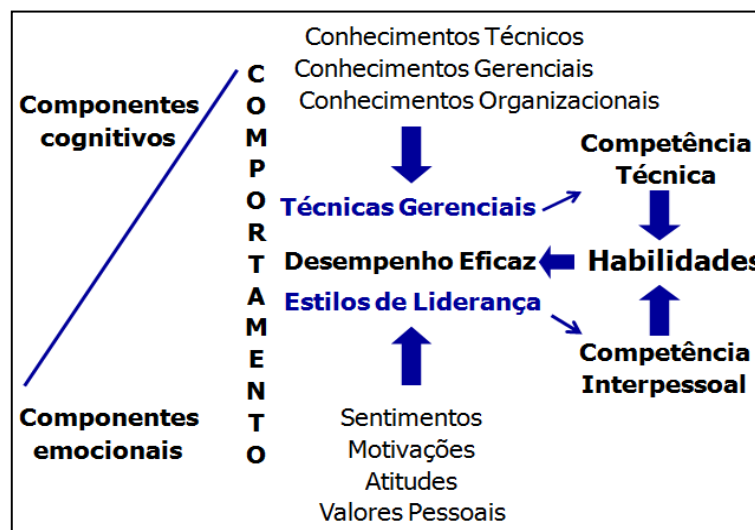 Conhecimentos Técnicos
Conhecimentos Gerenciais
Conhecimentos Organizacionais
Componentes
cognitivos
COMPORTAMENTO
Competência
Técnica
Técnicas Gerenciais
Desempenho Eficaz
Habilidades
Estilos de Liderança
Competência
Interpessoal
Componentes
emocionais
Sentimentos
Motivações
Atitudes
Valores Pessoais